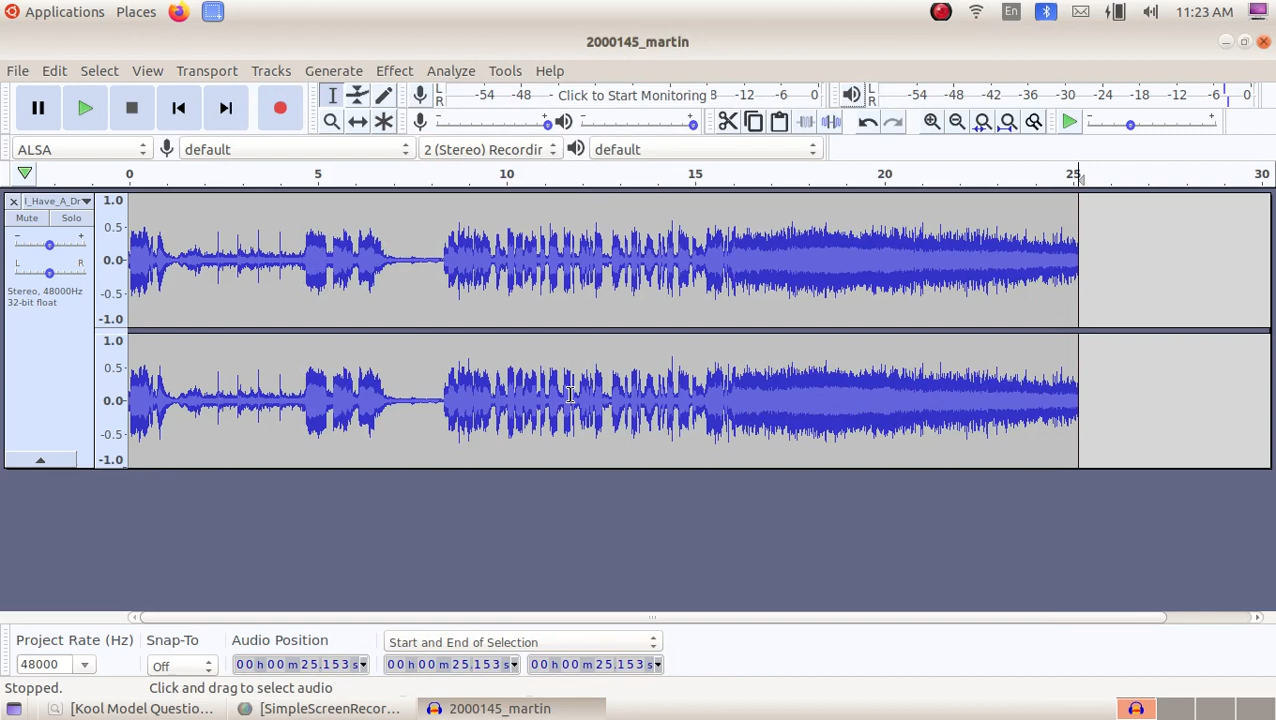 Applications Places En 11:23 AM
2000145_martin
File Edit Select View Transport Tracks Generate Effect Analyze Tools Help
L R -54 -48 - Click to Start Monitoring 8 -12 -6 0 L R -54 -48 -42 -36 -30 -24 -18 -12 -6 0
ALSA default 2 (Stereo) Recordir default
0 5 10 15 20 25 30
I_Have_A_Dr
Mute Solo
- +
L R
Stereo, 48000Hz
32-bit float
1.0
0.5
0.0
-0.5
-1.0
1.0
0.5
0.0
-0.5
-1.0
Project Rate (Hz) Snap-To Audio Position Start and End of Selection
48000 Off 00 h 00 m 25.153 s 00 h 00 m 25.153 s 00 h 00 m 25.153 s
Stopped. Click and drag to select audio
[Kool Model Questio... [SimpleScreenRecor... 2000145_martin